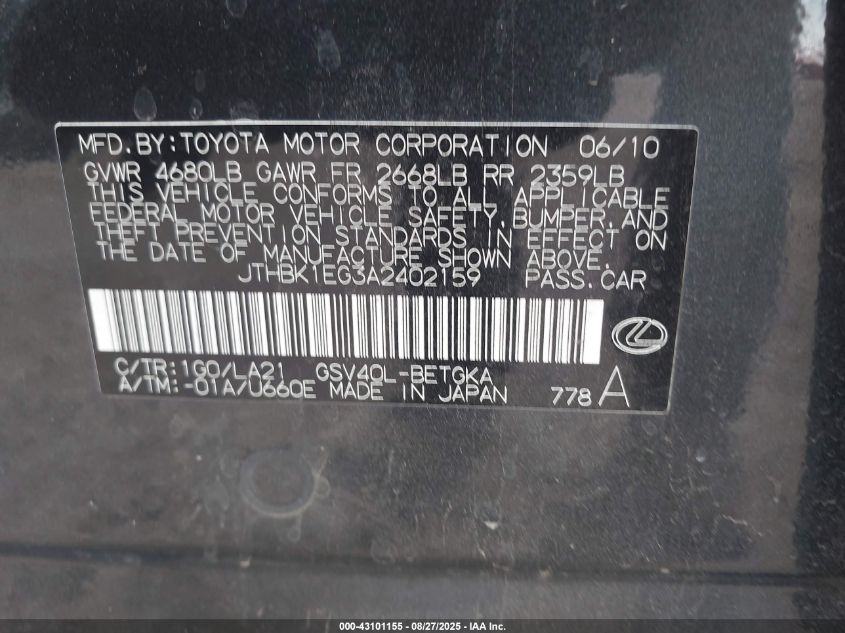 MFD. BY: TOYOTA MOTOR CORPORATION 06/10
GVWR 4680LB GAWR FR 2668LB RR 2359LB
THIS VEHICLE CONFORMS TO ALL APPLICABLE
FEDERAL MOTOR VEHICLE SAFETY, BUMPER, AND
THEFT PREVENTION STANDARDS IN EFFECT ON
THE DATE OF MANUFACTURE SHOWN ABOVE.
JTHBK1EG3A2402159 PASS. CAR
C/TR: 1G0/LA21 GSV40L-BETGKA
A/TM: -01A/U660E MADE IN JAPAN 778 A
000-43101155 - 08/27/2025 - IAA Inc.